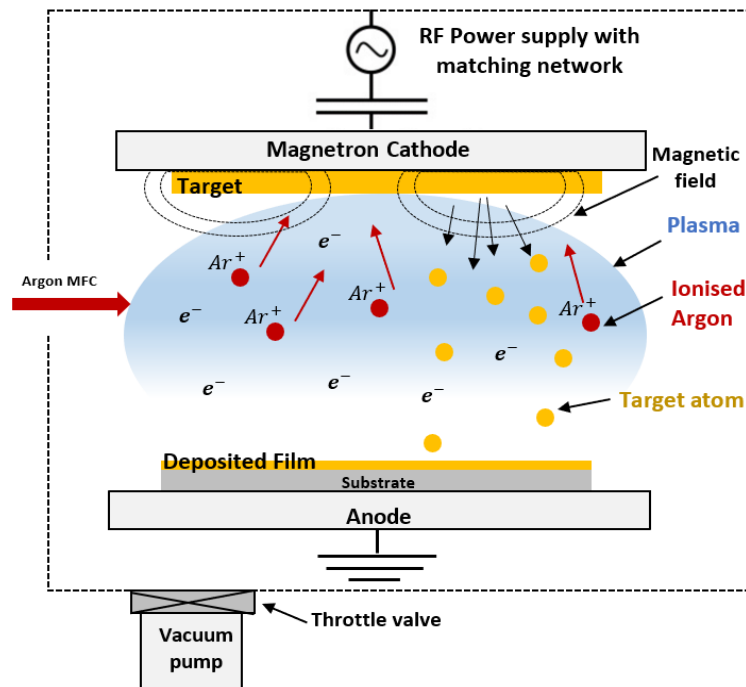 RF Power supply with
matching network
Magnetron Cathode
Target
Magnetic
field
Plasma
e⁻
Ar⁺
Argon MFC
Ar⁺
Ar⁺
Ar⁺
Ionised
Argon
e⁻
e⁻
e⁻
e⁻
e⁻
Target atom
Deposited Film
Substrate
Anode
Throttle valve
Vacuum
pump